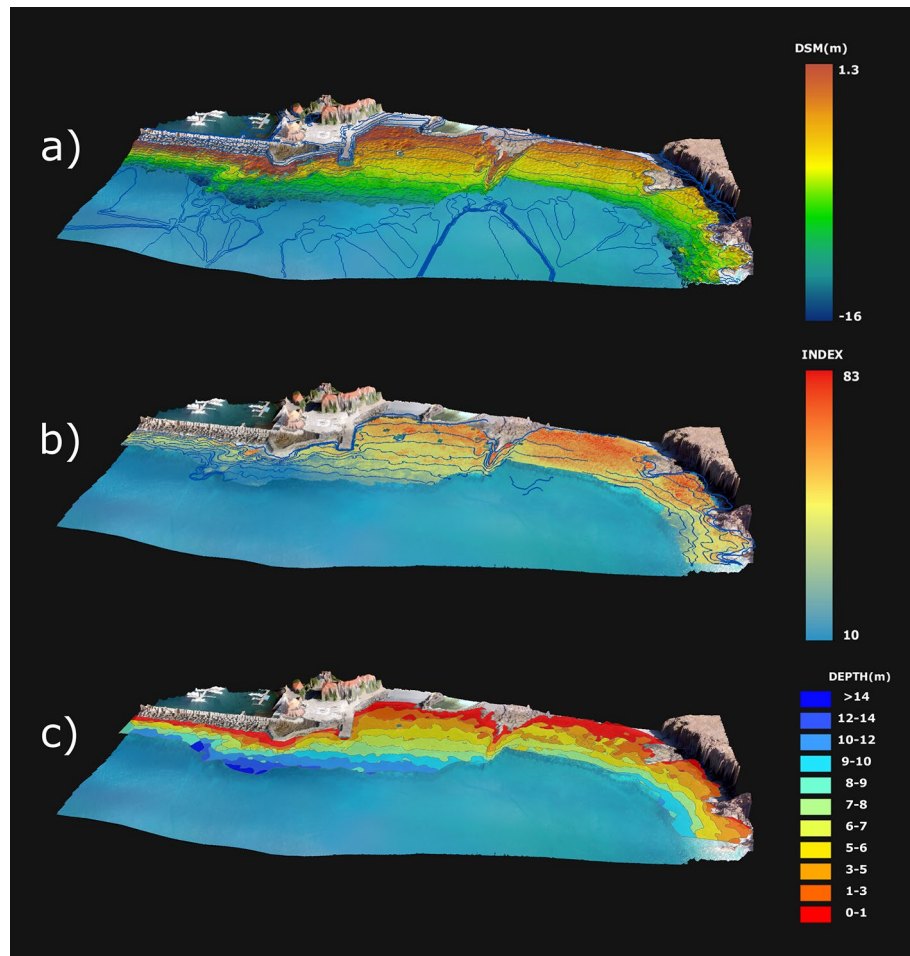 DSM(m)
1.3
a)
-16
INDEX
83
b)
10
DEPTH(m)
>14
12-14
c)
10-12
9-10
8-9
7-8
6-7
5-6
3-5
1-3
0-1